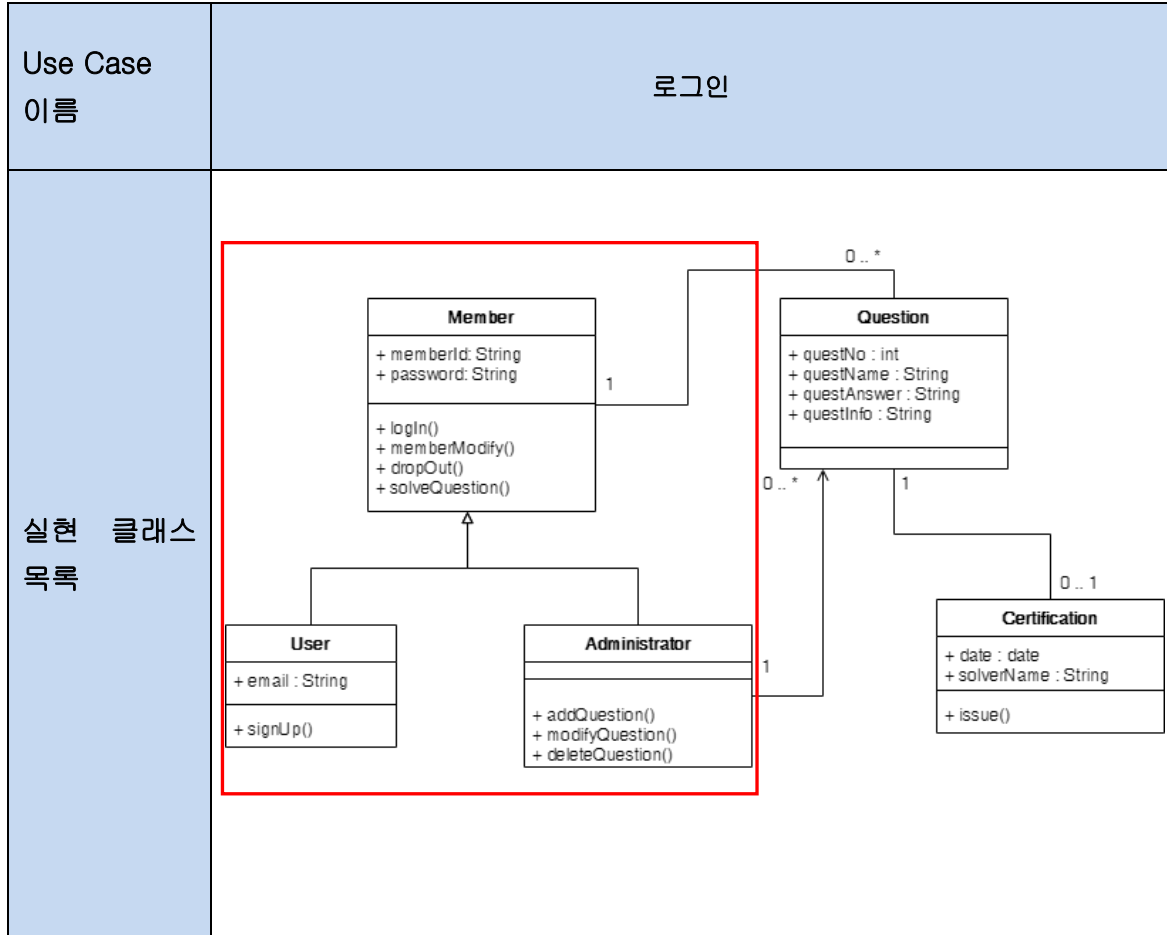 Use Case
이름
로그인
실현 클래스
목록
0 .. *
Member
+ memberId: String
+ password: String
+ logIn()
+ memberModify()
+ dropOut()
+ solveQuestion()
1
Question
+ questNo : int
+ questName : String
+ questAnswer : String
+ questInfo : String
0 .. *
1
0 .. 1
User
+ email : String
+ signUp()
Administrator
+ addQuestion()
+ modifyQuestion()
+ deleteQuestion()
1
Certification
+ date : date
+ solverName : String
+ issue()